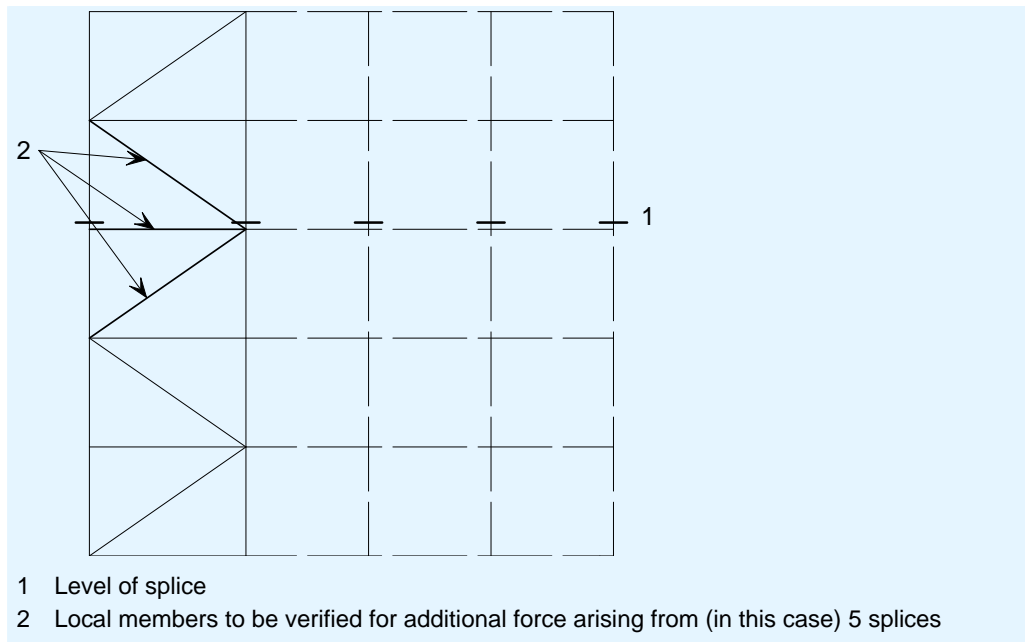 2
1
1 Level of splice
2 Local members to be verified for additional force arising from (in this case) 5 splices